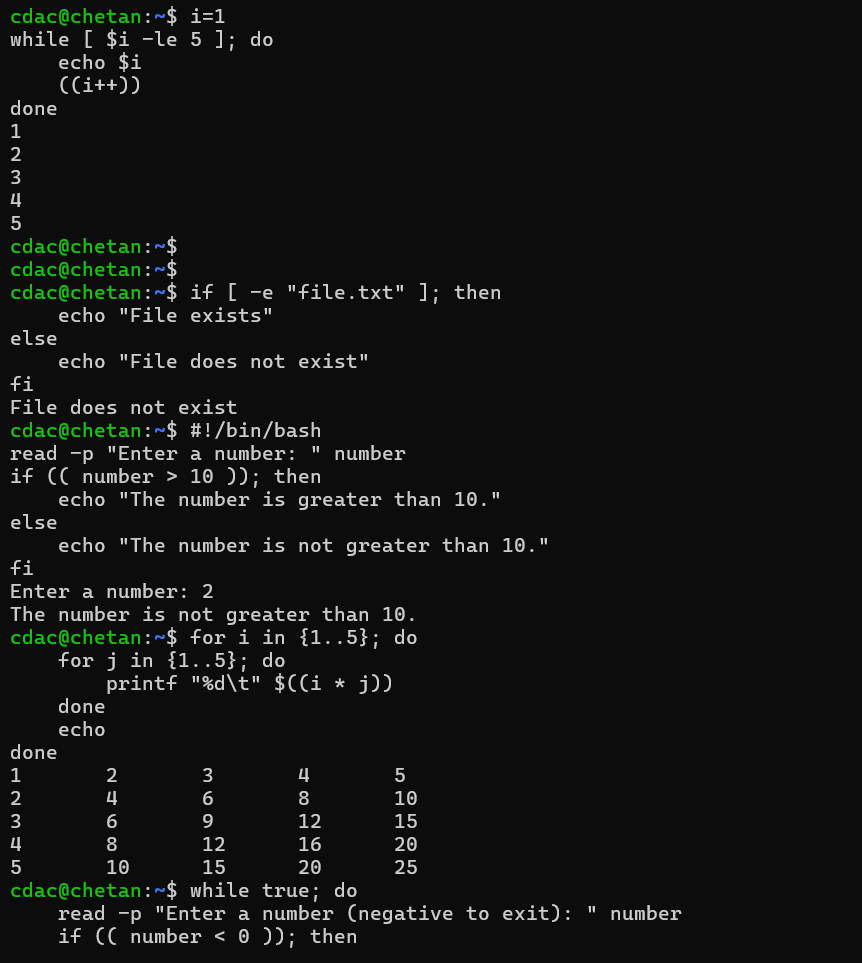 cdac@chetan:~$ i=1
while [ $i -le 5 ]; do
    echo $i
    ((i++))
done
1
2
3
4
5
cdac@chetan:~$
cdac@chetan:~$
cdac@chetan:~$ if [ -e "file.txt" ]; then
    echo "File exists"
else
    echo "File does not exist"
fi
File does not exist
cdac@chetan:~$ #!/bin/bash
read -p "Enter a number: " number
if (( number > 10 )); then
    echo "The number is greater than 10."
else
    echo "The number is not greater than 10."
fi
Enter a number: 2
The number is not greater than 10.
cdac@chetan:~$ for i in {1..5}; do
    for j in {1..5}; do
        printf "%d\t" $((i * j))
    done
    echo
done
1       2       3       4       5
2       4       6       8       10
3       6       9       12      15
4       8       12      16      20
5       10      15      20      25
cdac@chetan:~$ while true; do
    read -p "Enter a number (negative to exit): " number
    if (( number < 0 )); then